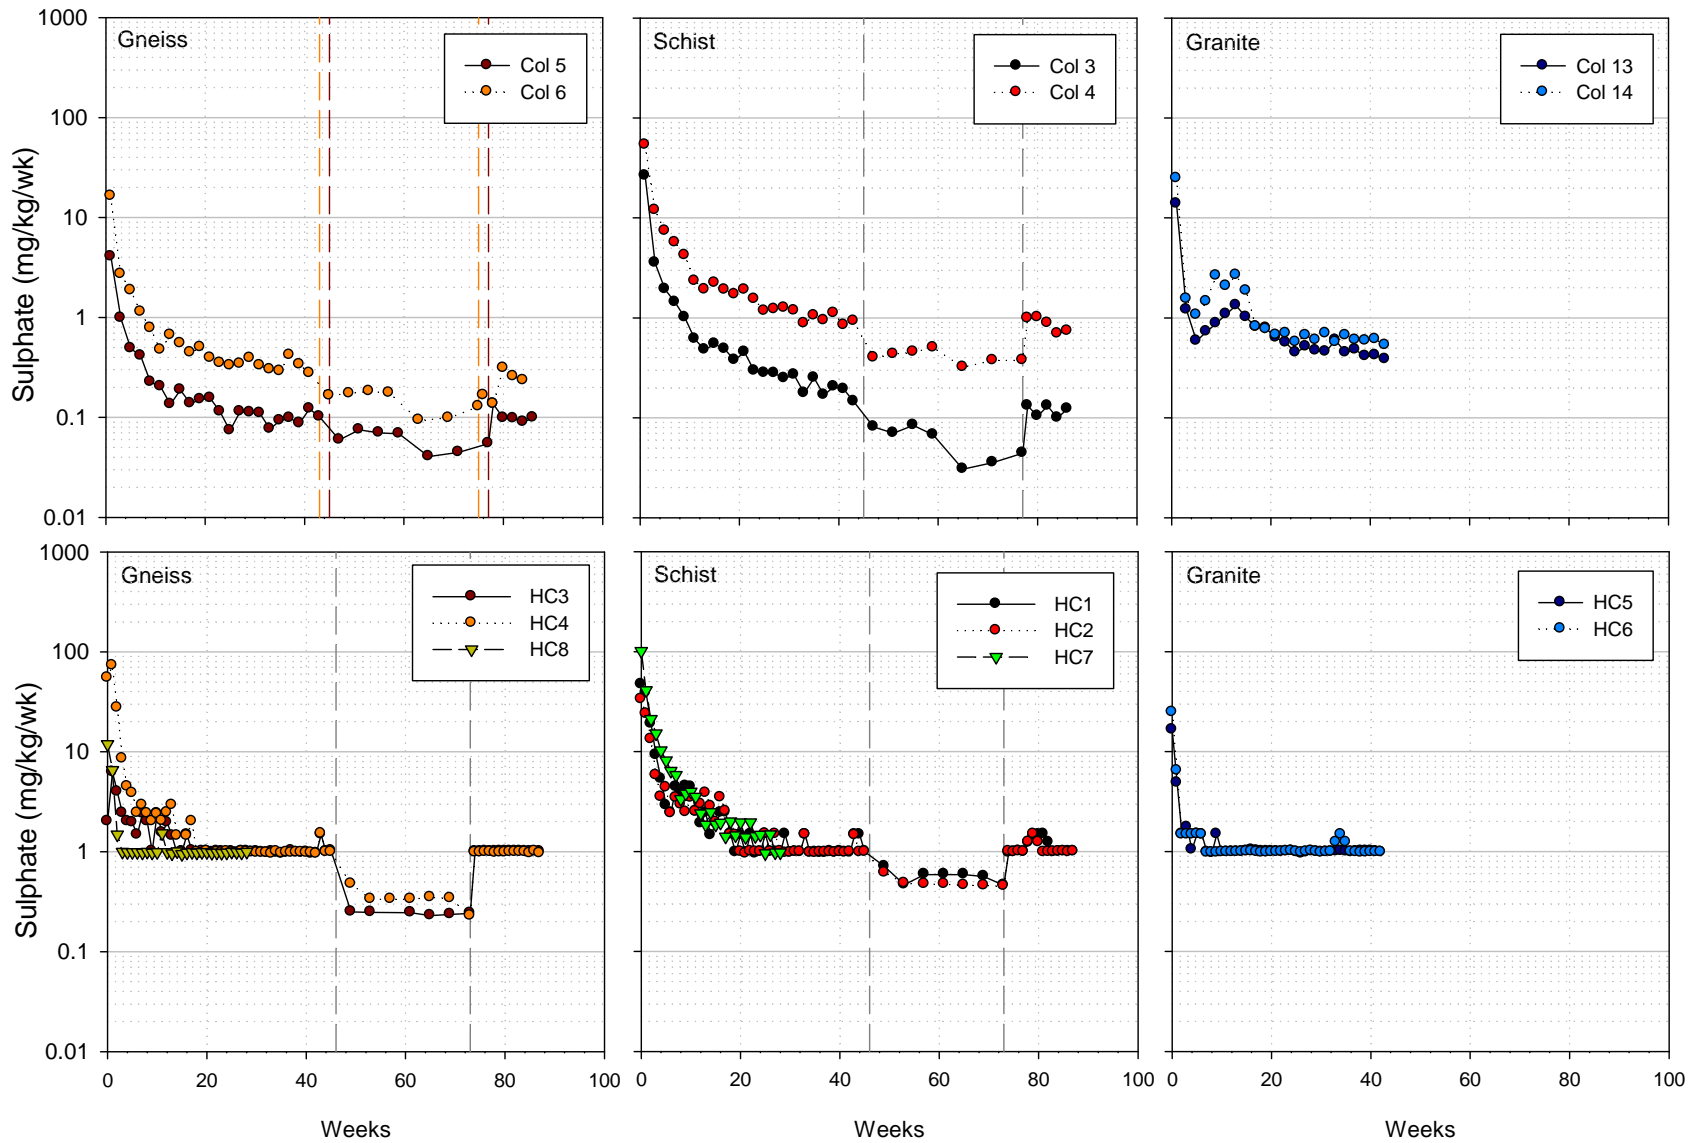 1000
100
10
1
0.1
0.01
Sulphate (mg/kg/wk)
Gneiss
Col 5
Col 6
Schist
Col 3
Col 4
Granite
Col 13
Col 14
1000
100
10
1
0.1
0.01
Sulphate (mg/kg/wk)
Gneiss
HC3
HC4
HC8
Schist
HC1
HC2
HC7
Granite
HC5
HC6
0 20 40 60 80 100
0 20 40 60 80 100
0 20 40 60 80 100
Weeks
Weeks
Weeks